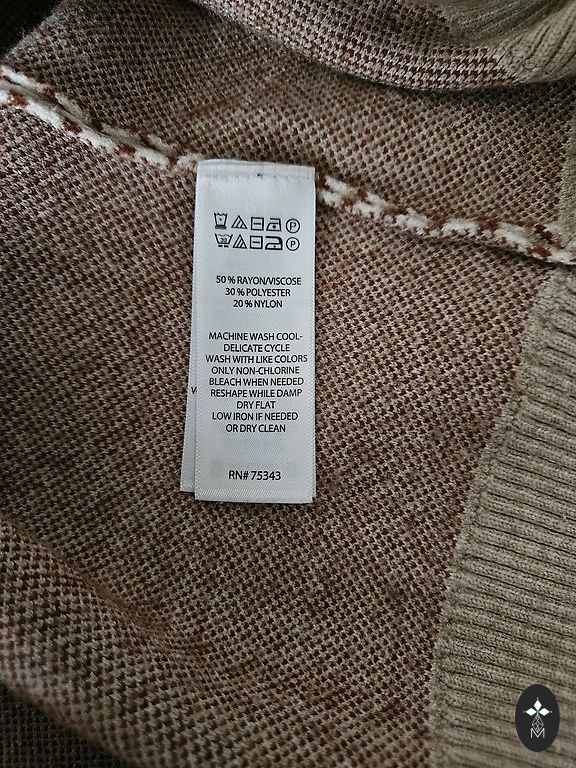 50 % RAYON/VISCOSE
30 % POLYESTER
20 % NYLON
MACHINE WASH COOL-
DELICATE CYCLE
WASH WITH LIKE COLORS
ONLY NON-CHLORINE
BLEACH WHEN NEEDED
RESHAPE WHILE DAMP
DRY FLAT
LOW IRON IF NEEDED
OR DRY CLEAN
RN# 75343